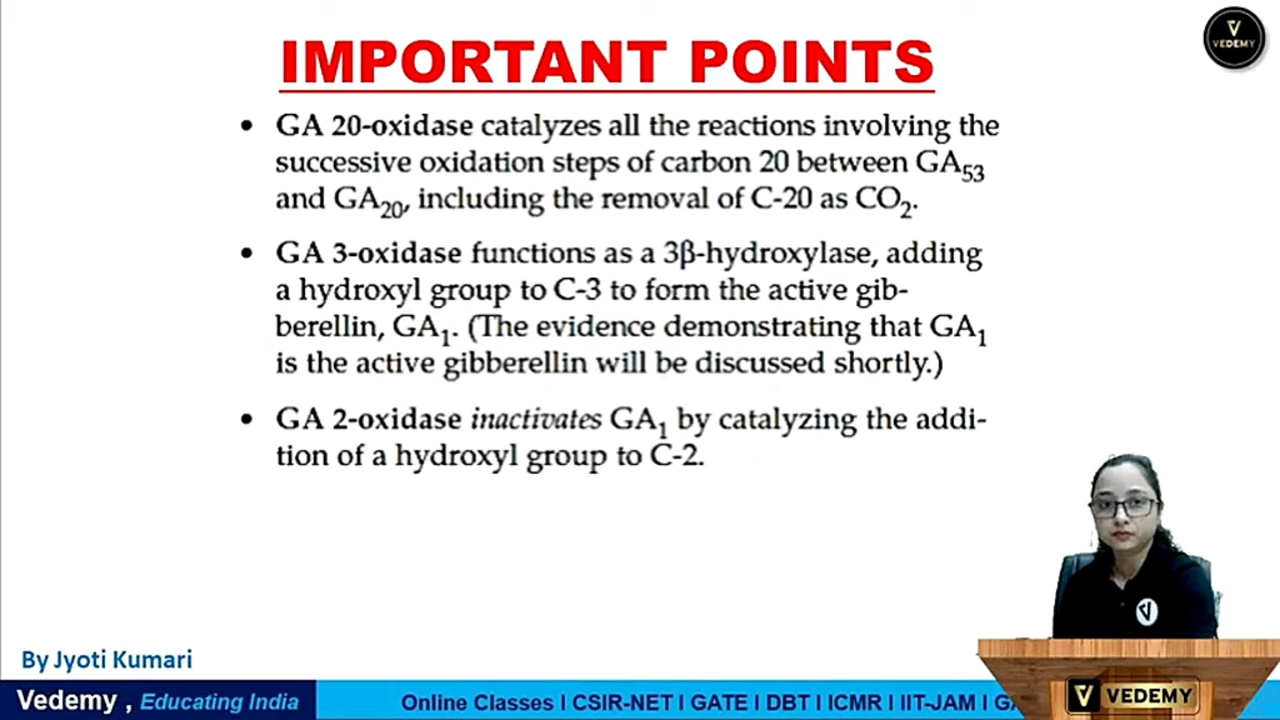 IMPORTANT POINTS
V
VEDEMY
• GA 20-oxidase catalyzes all the reactions involving the
successive oxidation steps of carbon 20 between GA₅₃
and GA₂₀, including the removal of C-20 as CO₂.
• GA 3-oxidase functions as a 3β-hydroxylase, adding
a hydroxyl group to C-3 to form the active gib-
berellin, GA₁. (The evidence demonstrating that GA₁
is the active gibberellin will be discussed shortly.)
• GA 2-oxidase inactivates GA₁ by catalyzing the addi-
tion of a hydroxyl group to C-2.
V
By Jyoti Kumari
Vedemy , Educating India
Online Classes I CSIR-NET I GATE I DBT I ICMR I IIT-JAM I
V VEDEMY